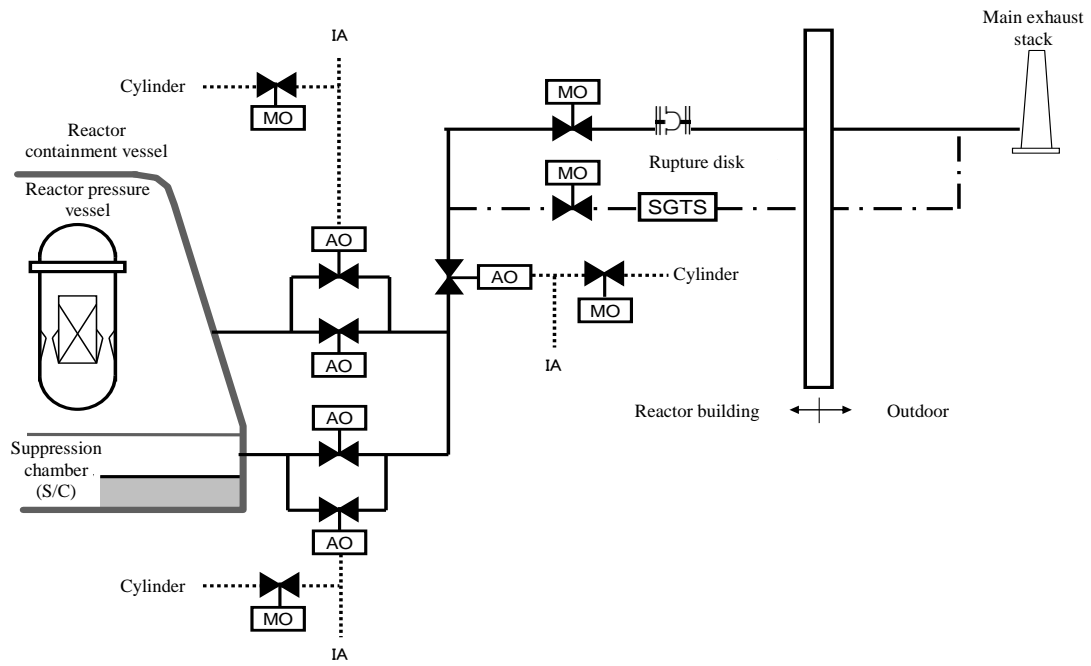 Main exhaust
stack
IA
Cylinder
MO
MO
Reactor
containment vessel
Rupture disk
MO
Reactor pressure
vessel
SGTS
AO
AO
Cylinder
MO
AO
IA
AO
Reactor building
Outdoor
Suppression
chamber
(S/C)
AO
Cylinder
MO
IA